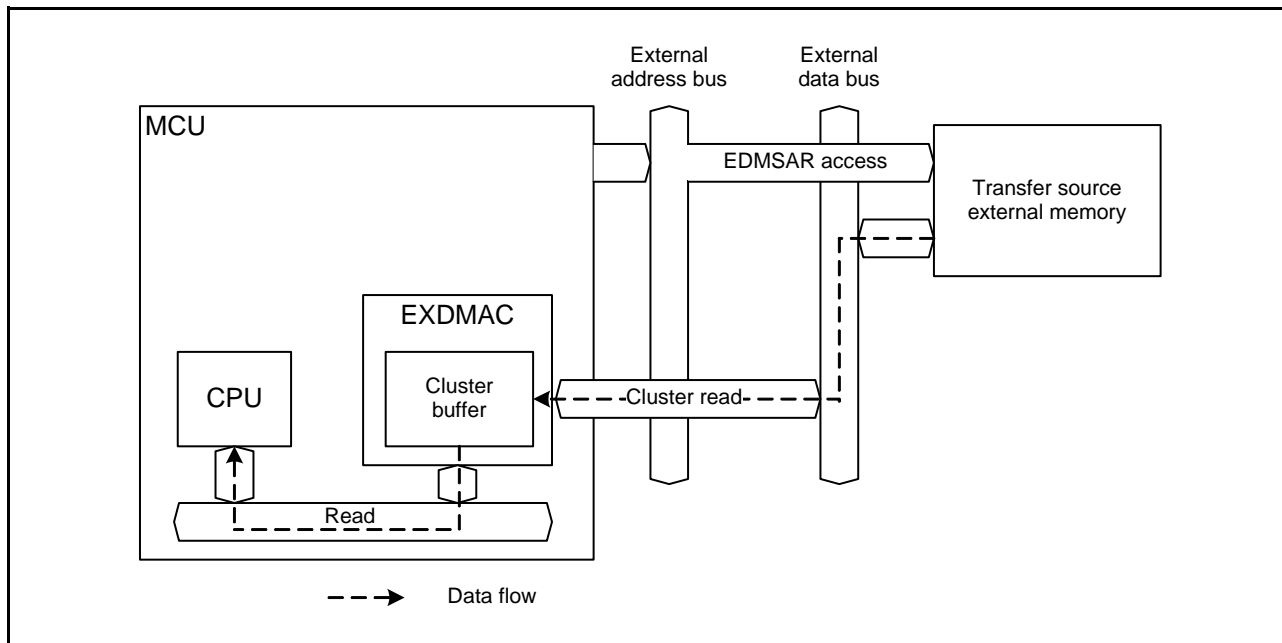 External
address bus
External
data bus
MCU
EDMSAR access
Transfer source
external memory
EXDMAC
CPU
Cluster
buffer
Cluster read
Read
Data flow